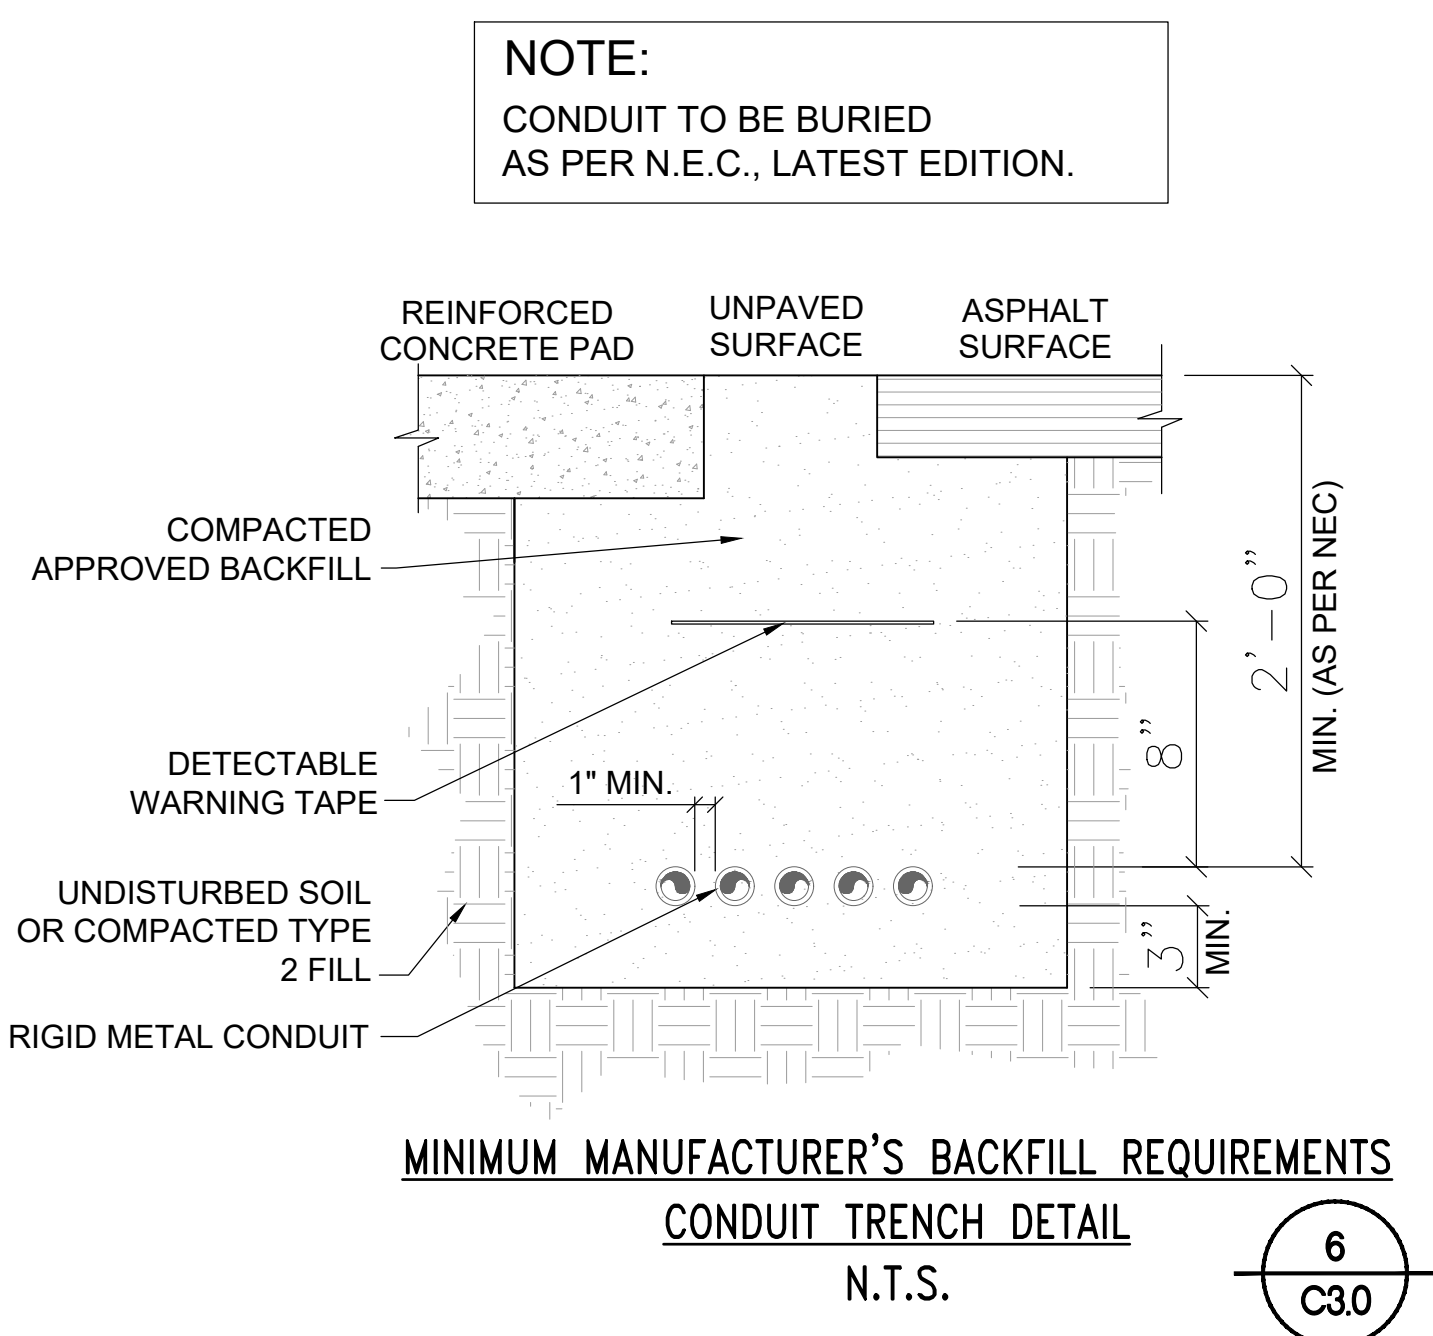 NOTE:
CONDUIT TO BE BURIED
AS PER N.E.C., LATEST EDITION.
REINFORCED
CONCRETE PAD
UNPAVED
SURFACE
ASPHALT
SURFACE
COMPACTED
APPROVED BACKFILL
2'-0"
MIN. (AS PER NEC)
8"
DETECTABLE
WARNING TAPE
1" MIN.
UNDISTURBED SOIL
OR COMPACTED TYPE
2 FILL
3"
MIN.
RIGID METAL CONDUIT
MINIMUM MANUFACTURER'S BACKFILL REQUIREMENTS
CONDUIT TRENCH DETAIL
N.T.S.
6
C3.0